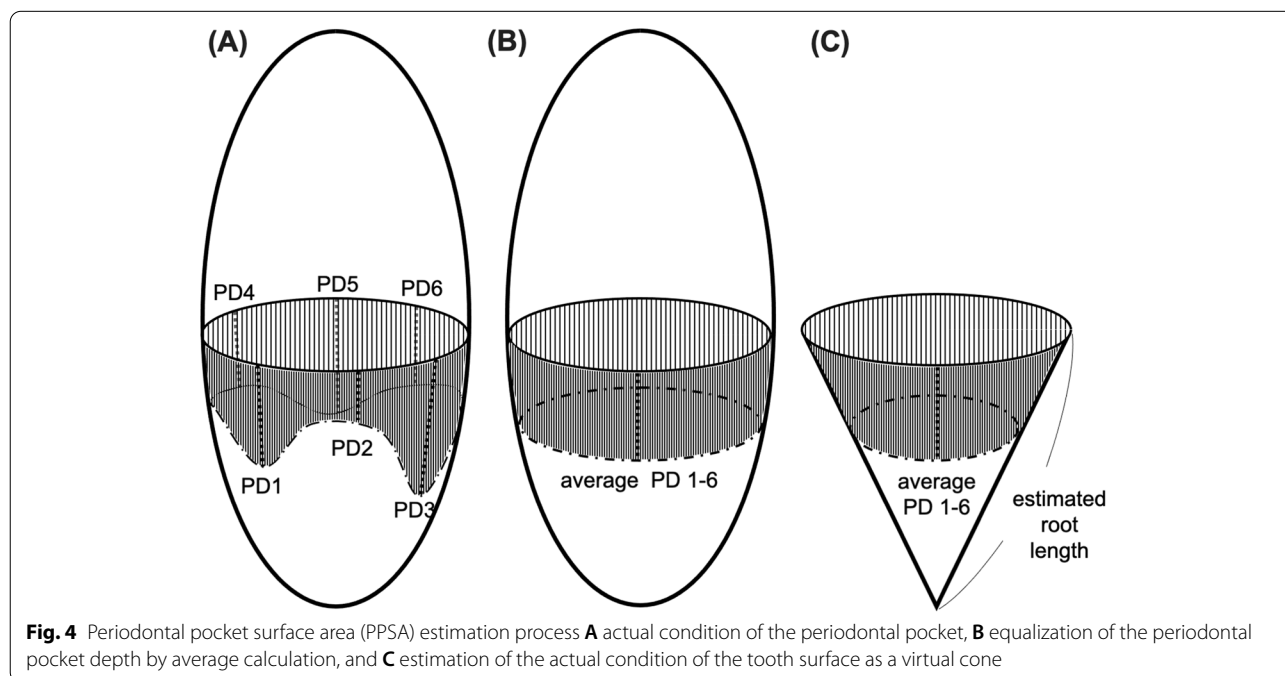 (A)
(B)
(C)
PD4
PD5
PD6
PD1
PD2
PD3
average PD 1-6
average
PD 1-6
estimated
root
length
Fig. 4 Periodontal pocket surface area (PPSA) estimation process A actual condition of the periodontal pocket, B equalization of the periodontal
pocket depth by average calculation, and C estimation of the actual condition of the tooth surface as a virtual cone